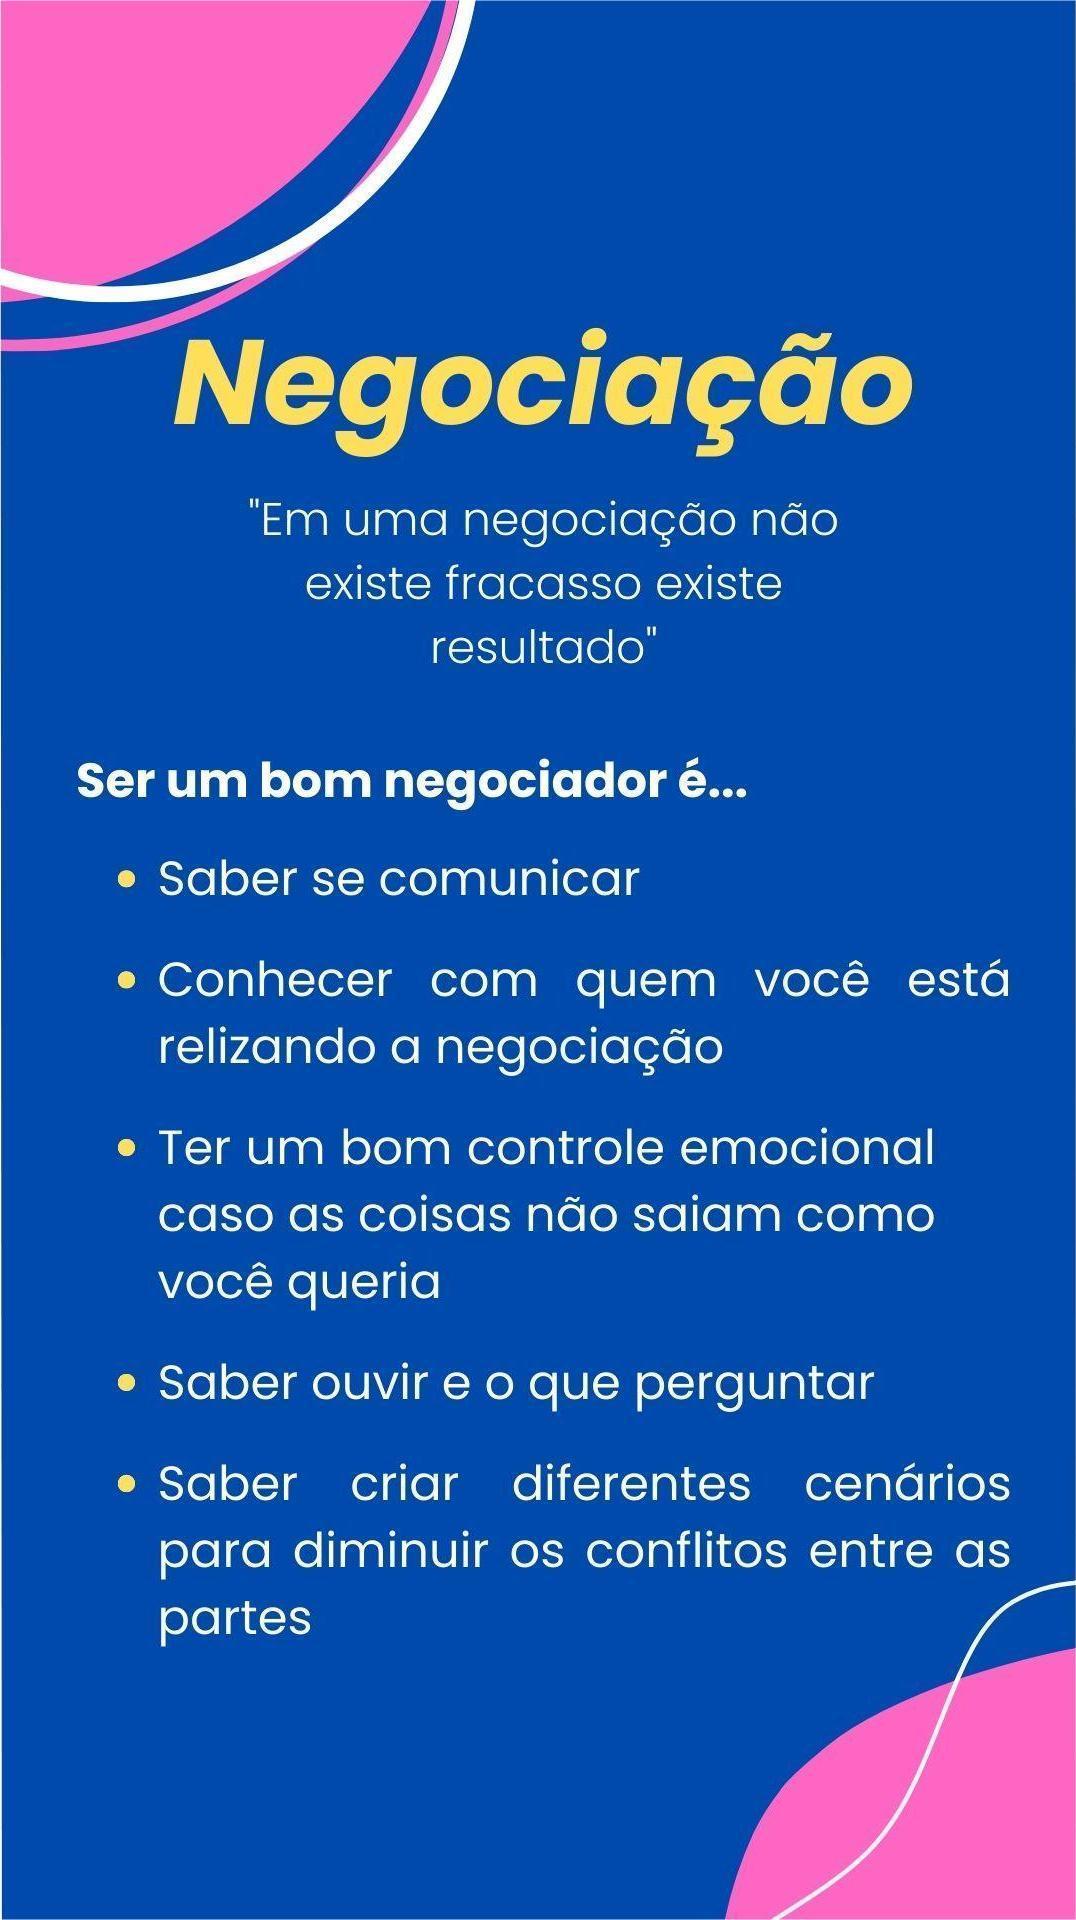 Negociação
"Em uma negociação não
existe fracasso existe
resultado"
Ser um bom negociador é...
• Saber se comunicar
• Conhecer com quem você está
relizando a negociação
• Ter um bom controle emocional
caso as coisas não saiam como
você queria
• Saber ouvir e o que perguntar
• Saber criar diferentes cenários
para diminuir os conflitos entre as
partes